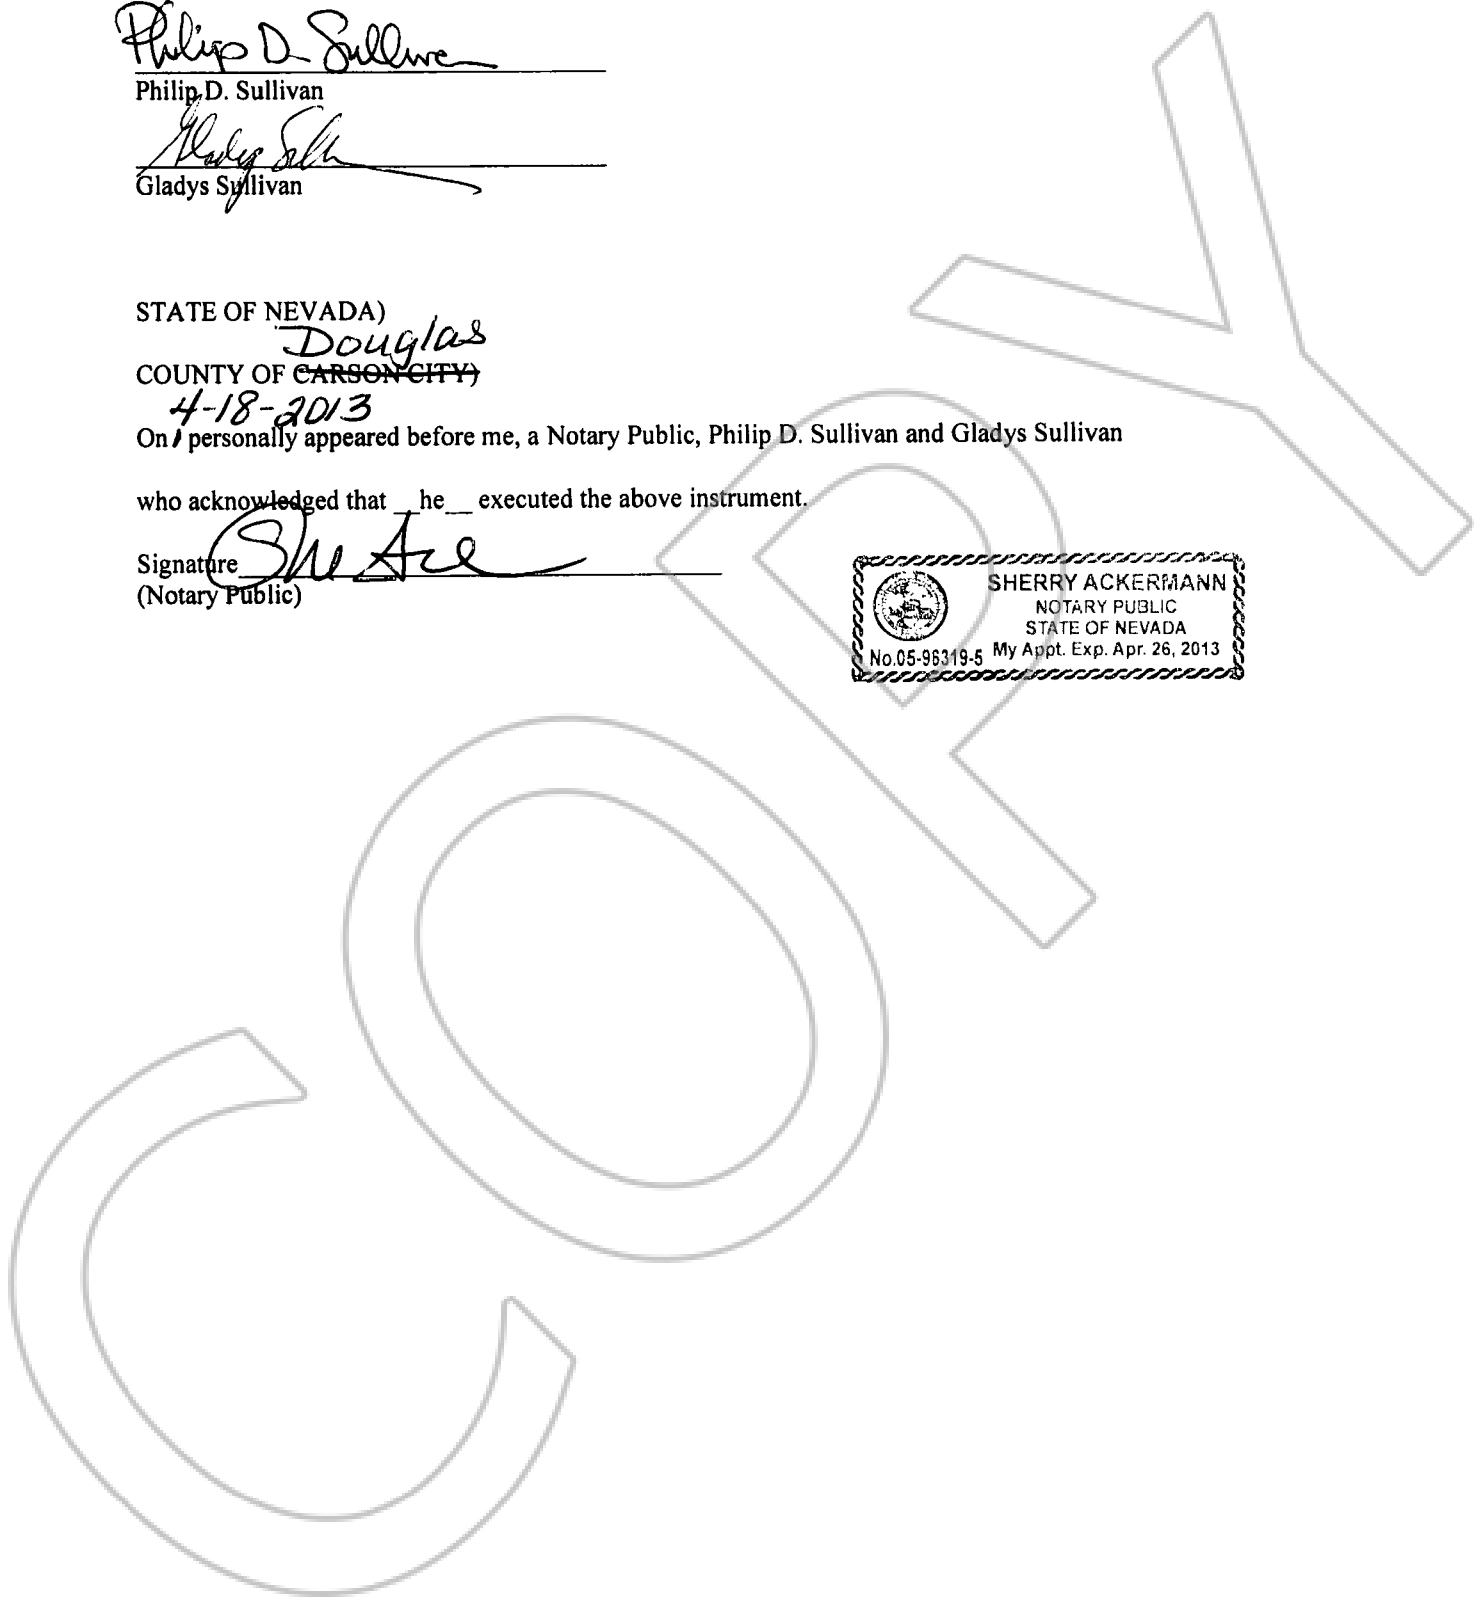 Philip D. Sullivan
Philip D. Sullivan
Gladys Sullivan
STATE OF NEVADA)
Douglas
COUNTY OF CARSON CITY)
4-18-2013
On personally appeared before me, a Notary Public, Philip D. Sullivan and Gladys Sullivan
who acknowledged that __he__ executed the above instrument.
Signature
(Notary Public)
SHERRY ACKERMANN
NOTARY PUBLIC
STATE OF NEVADA
No.05-96319-5 My Appt. Exp. Apr. 26, 2013
COPY